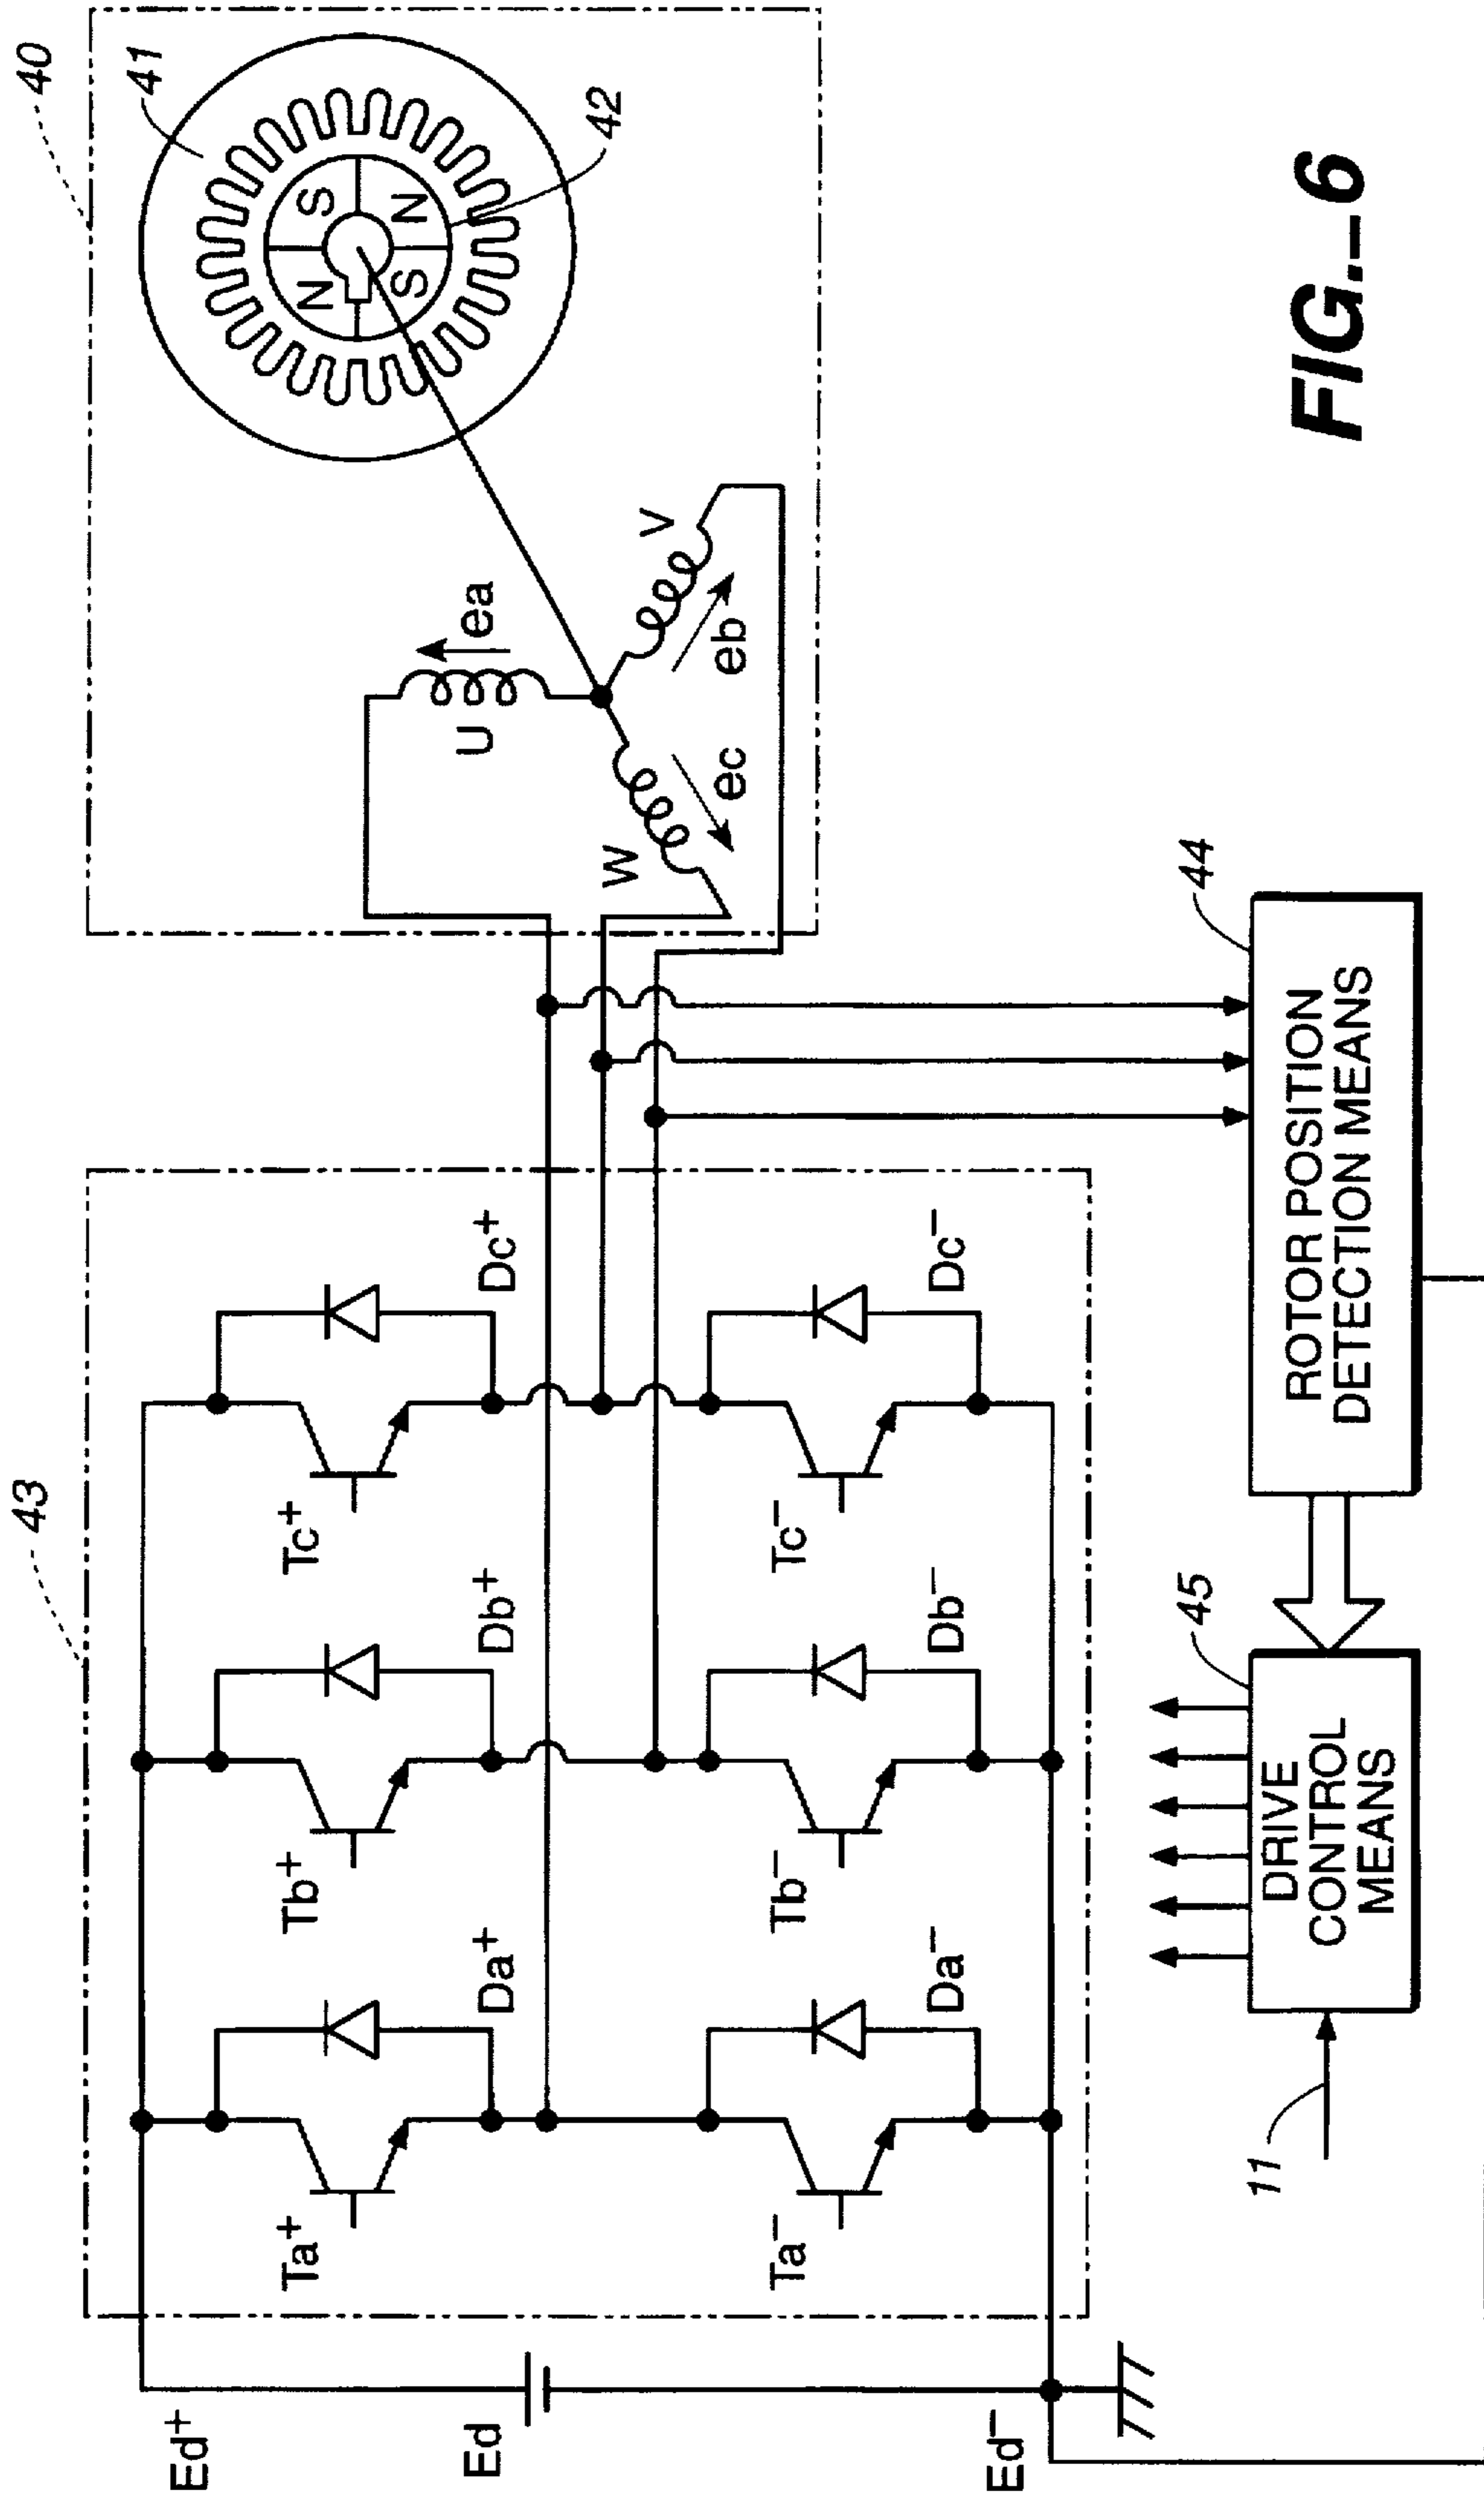 43
40
41
Ed+
Ta+
Tb+
Tc+
N
S
S
N
42
Ed
Da+
Db+
Dc+
U
ea
W
V
ec
eb
Ta−
Tb−
Tc−
Ed−
Da−
Db−
Dc−
11
45
44
DRIVE
CONTROL
MEANS
ROTOR POSITION
DETECTION MEANS
FIG.–6